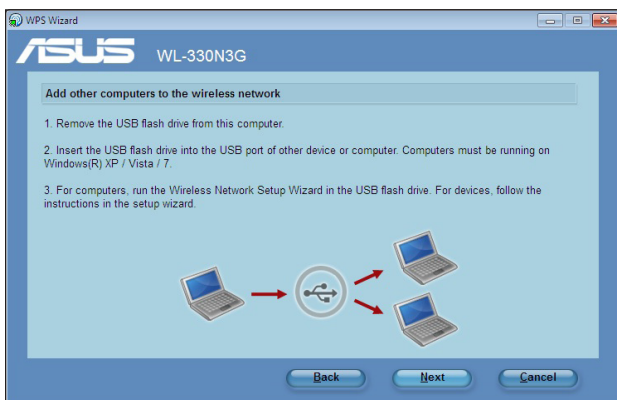 WPS Wizard
ASUS WL-330N3G
Add other computers to the wireless network
1. Remove the USB flash drive from this computer.
2. Insert the USB flash drive into the USB port of other device or computer. Computers must be running on
Windows(R) XP / Vista / 7.
3. For computers, run the Wireless Network Setup Wizard in the USB flash drive. For devices, follow the
instructions in the setup wizard.
Back Next Cancel